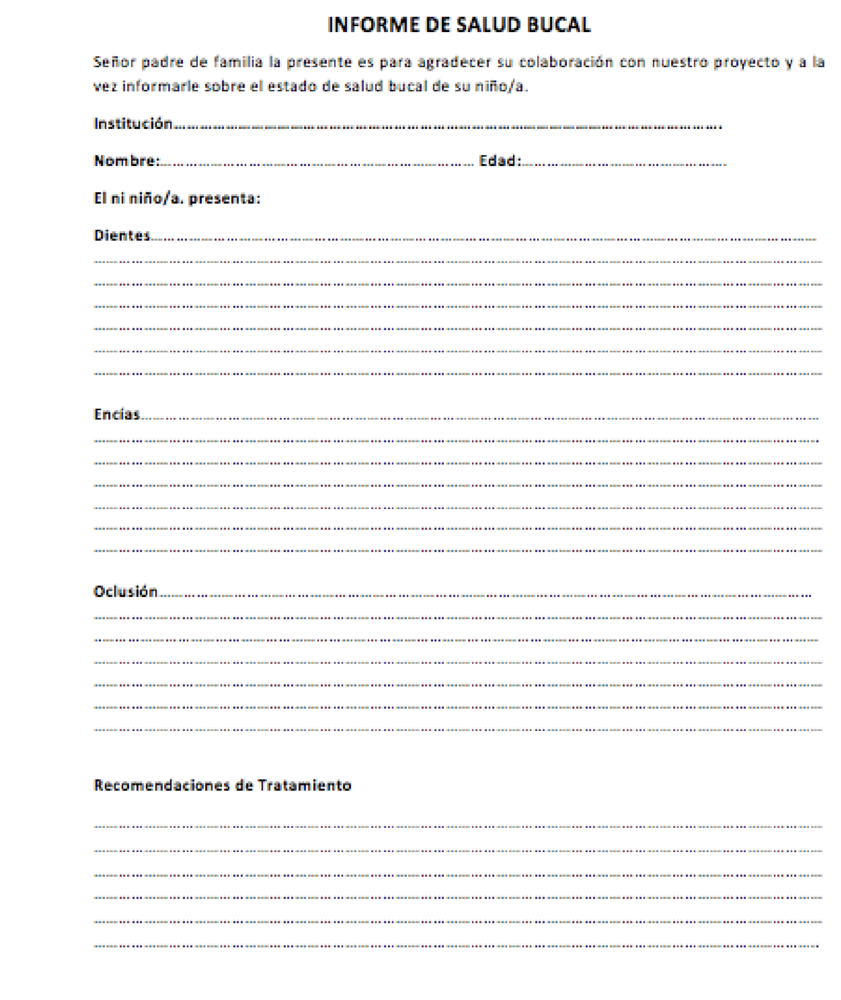 INFORME DE SALUD BUCAL
Señor padre de familia la presente es para agradecer su colaboración con nuestro proyecto y a la
vez informarle sobre el estado de salud bucal de su niño/a.
Institución
Nombre: Edad:
El ni niño/a. presenta:
Dientes
Encías
Oclusión
Recomendaciones de Tratamiento